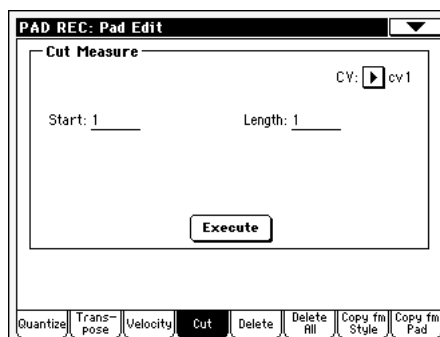 PAD REC: Pad Edit
Cut Measure
CV: cv1
Start: 1 Length: 1
Execute
Quantize Trans-pose Velocity Cut Delete Delete All Copy fm Style Copy fm Pad